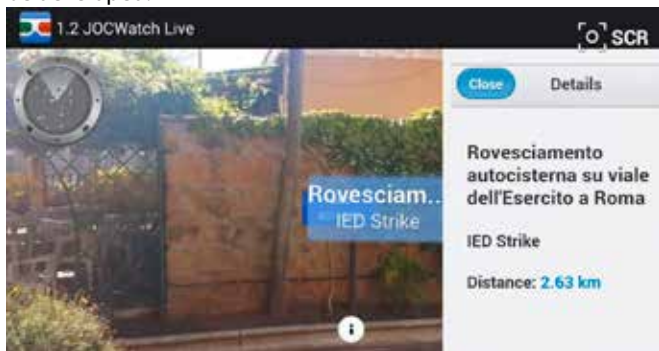 1.2 JOCWatch Live
SCR
Close
Details
Rovesciam..
IED Strike
Rovesciamento
autocisterna su viale
dell'Esercito a Roma
IED Strike
Distance: 2.63 km